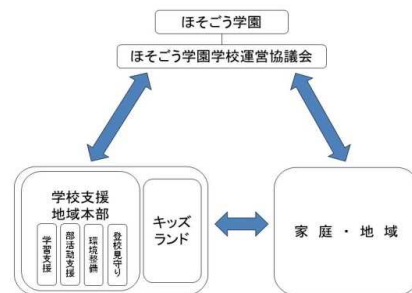 ほそごう学園
ほそごう学園学校運営協議会
学校支援
地域本部
学習支援
部活動支援
環境整備
登校見守り
キッズ
ランド
家庭・地域